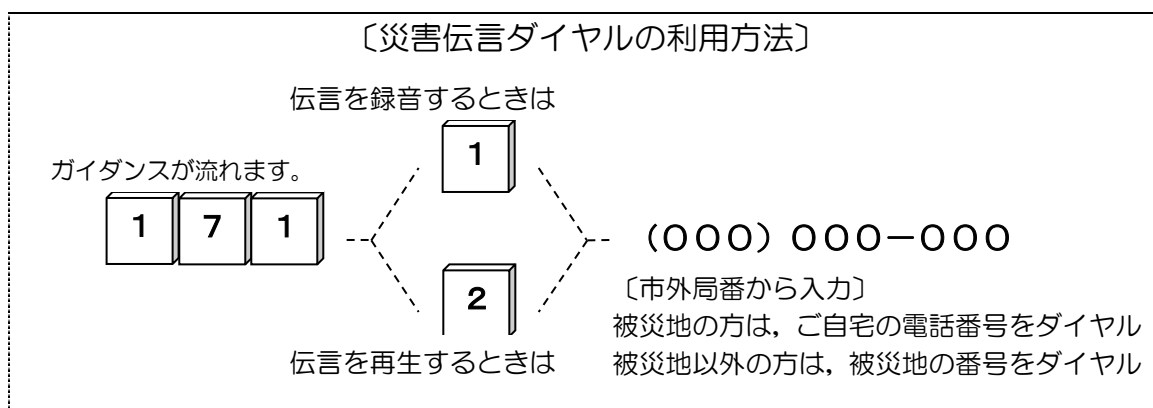 〔災害伝言ダイヤルの利用方法〕
伝言を録音するときは
1
ガイダンスが流れます。
1 7 1
(000) 000−000
2
〔市外局番から入力〕
被災地の方は，ご自宅の電話番号をダイヤル
伝言を再生するときは
被災地以外の方は，被災地の番号をダイヤル